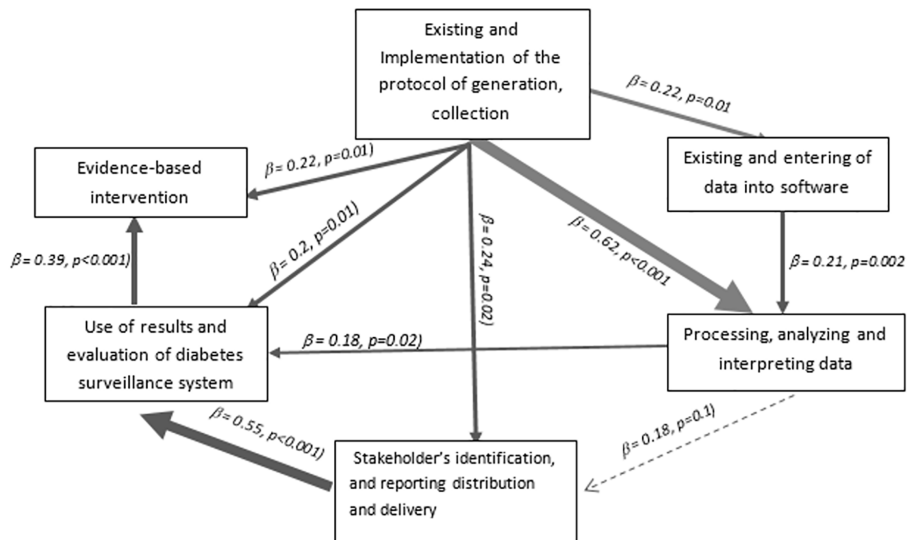 Existing and
Implementation of the
protocol of generation,
collection
β = 0.22, p=0.01
Existing and entering of
data into software
Evidence-based
intervention
β = 0.22, p=0.01)
β = 0.2, p=0.01)
β = 0.24, p=0.02)
β = 0.62, p<0.001
β = 0.21, p=0.002
β = 0.39, p<0.001)
Use of results and
evaluation of diabetes
surveillance system
β = 0.18, p=0.02)
Processing, analyzing and
interpreting data
β = 0.55, p<0.001)
β = 0.18, p=0.1)
Stakeholder's identification,
and reporting distribution
and delivery